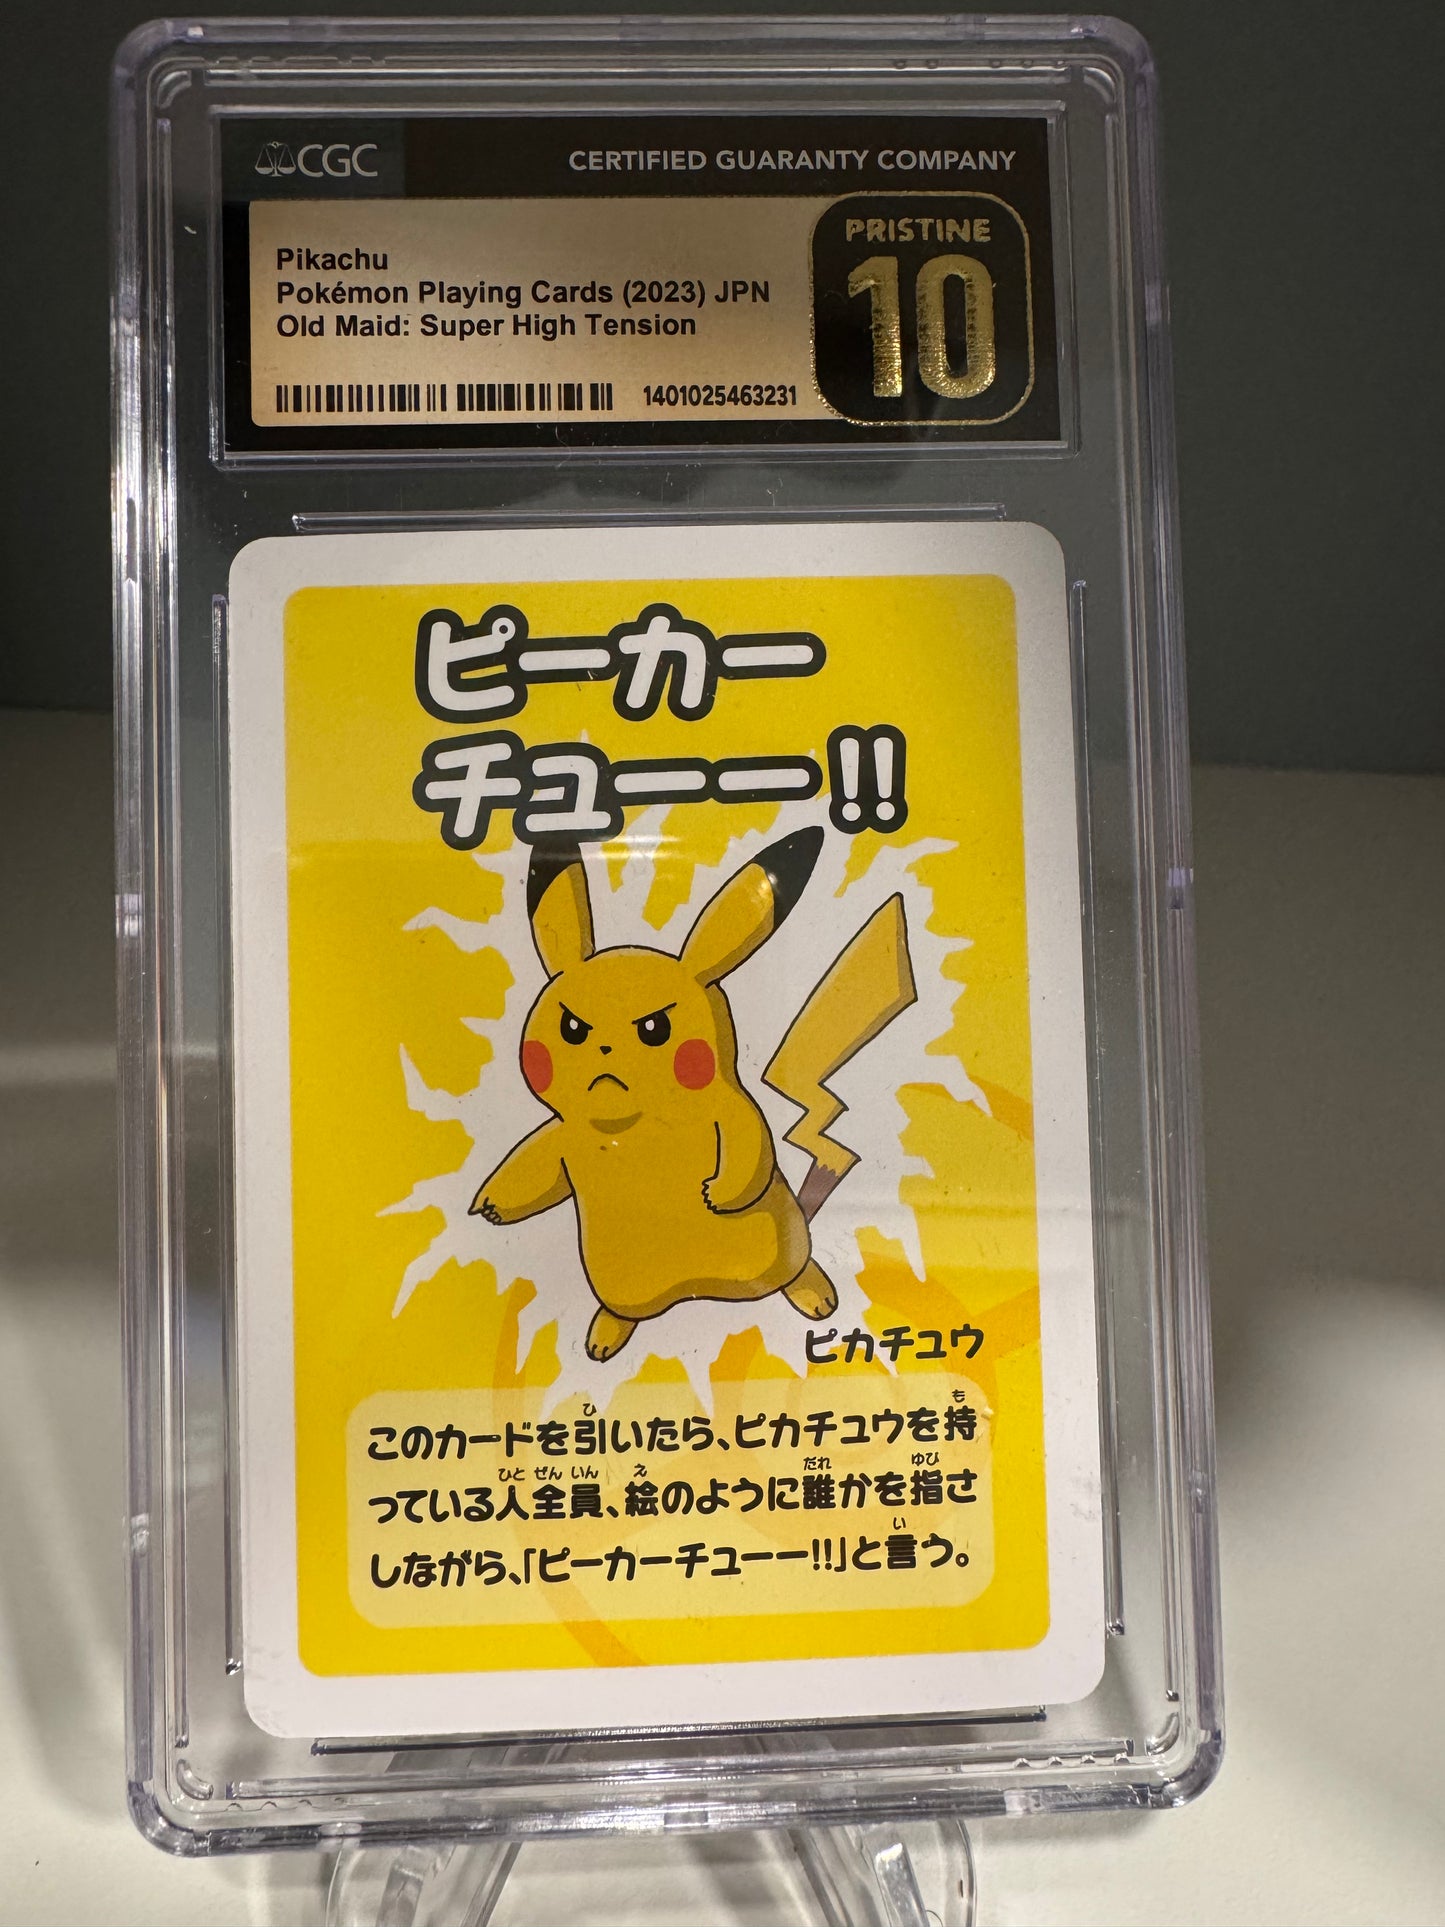 CGC
CERTIFIED GUARANTY COMPANY
PRISTINE
10
Pikachu
Pokémon Playing Cards (2023) JPN
Old Maid: Super High Tension
1401025463231
ピーカー
チューーー!!
ピカチュウ
このカードを引いたら、ピカチュウを持
っている人全員、絵のように誰かを指さ
しながら、「ピーカーチューーー!!」と言う。